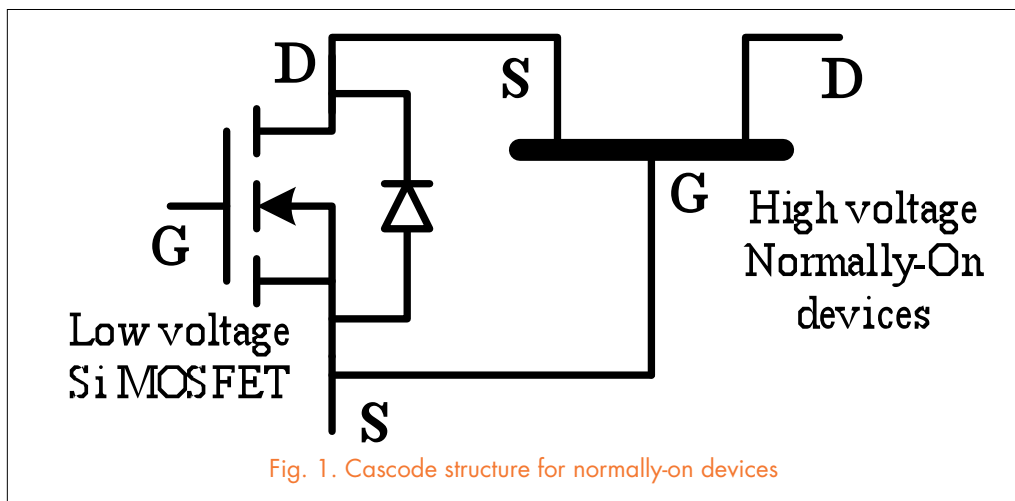 D
S
D
G
G
High voltage
Normally-On
devices
Low voltage
Si MOSFET
S
Fig. 1. Cascode structure for normally-on devices